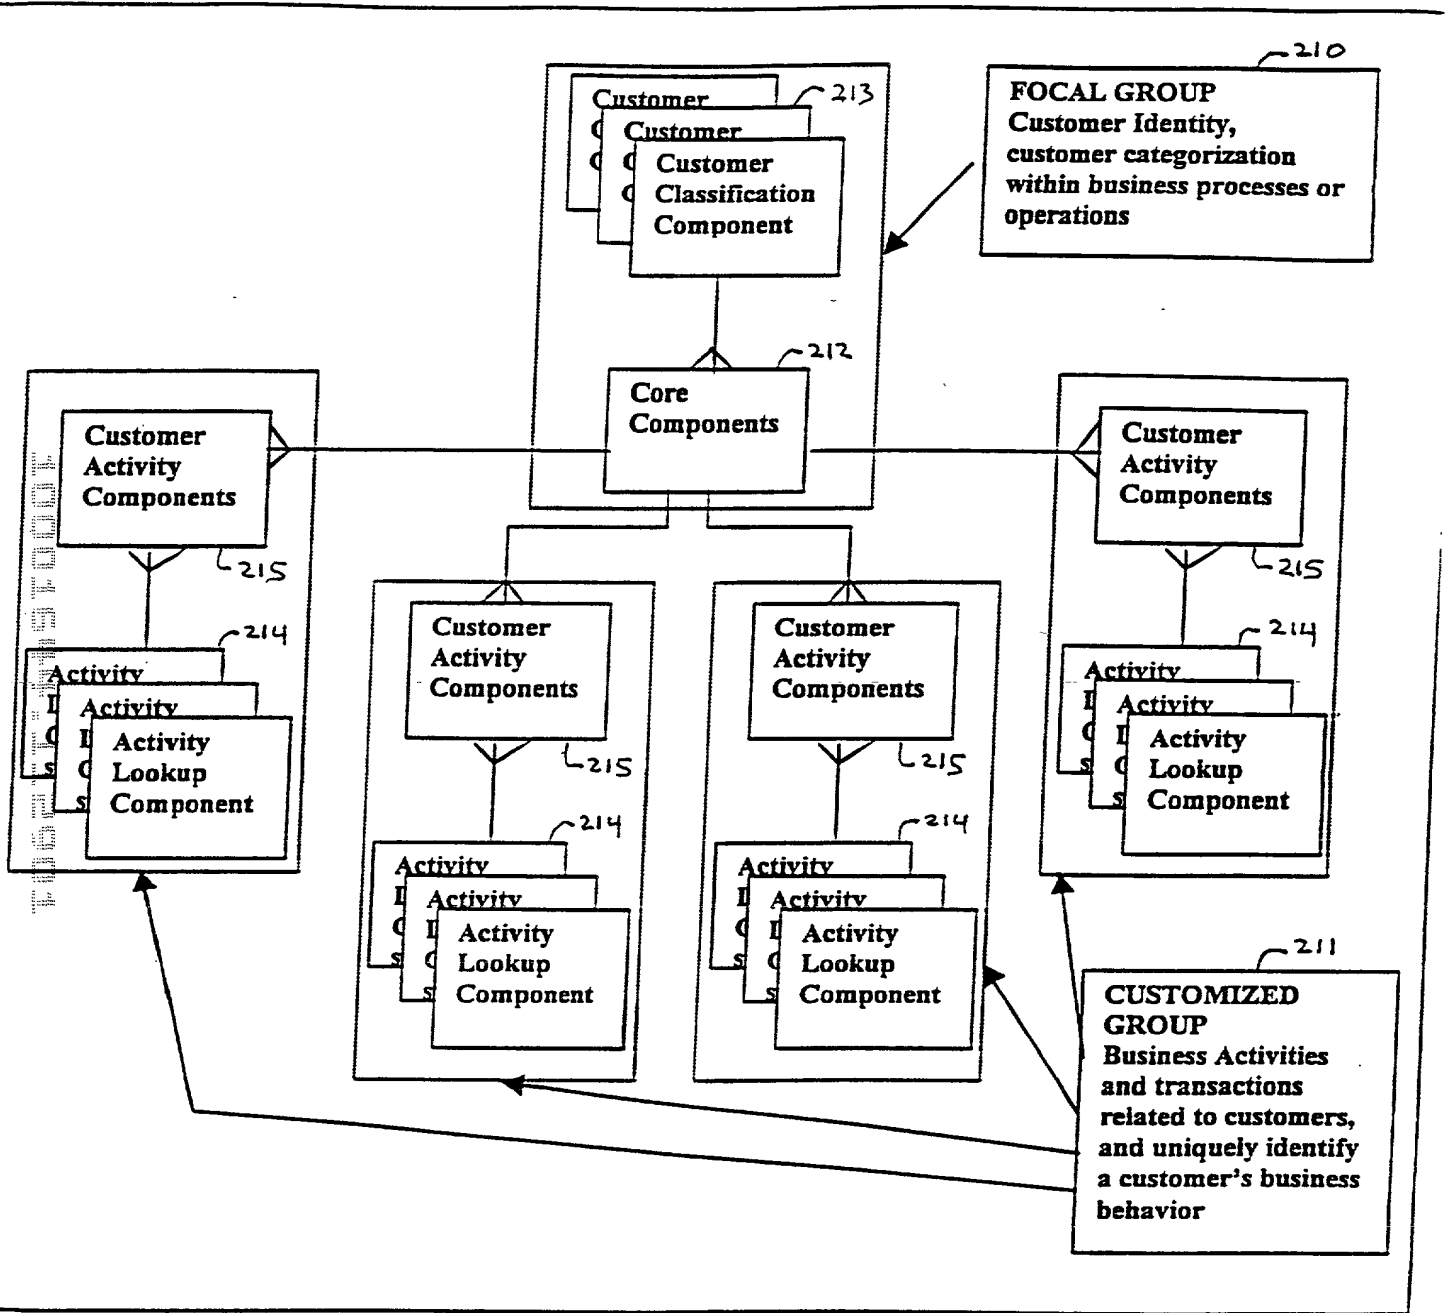 210
FOCAL GROUP
Customer Identity,
customer categorization
within business processes or
operations
Customer
213
Customer
Customer
Classification
Component
212
Core
Components
Customer
Activity
Components
215
214
Activity
Activity
Activity
Lookup
Component
Customer
Activity
Components
215
214
Activity
Activity
Activity
Lookup
Component
Customer
Activity
Components
215
214
Activity
Activity
Activity
Lookup
Component
Customer
Activity
Components
215
214
Activity
Activity
Activity
Lookup
Component
211
CUSTOMIZED
GROUP
Business Activities
and transactions
related to customers,
and uniquely identify
a customer's business
behavior